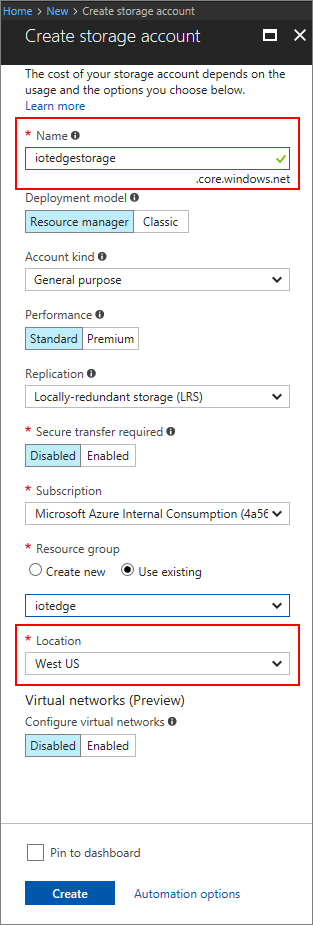 Home > New > Create storage account
Create storage account
The cost of your storage account depends on the
usage and the options you choose below.
Learn more
* Name
iotedgestorage
.core.windows.net
Deployment model
Resource manager Classic
Account kind
General purpose
Performance
Standard Premium
Replication
Locally-redundant storage (LRS)
* Secure transfer required
Disabled Enabled
* Subscription
Microsoft Azure Internal Consumption (4a56
* Resource group
Create new Use existing
iotedge
* Location
West US
Virtual networks (Preview)
Configure virtual networks
Disabled Enabled
Pin to dashboard
Create Automation options